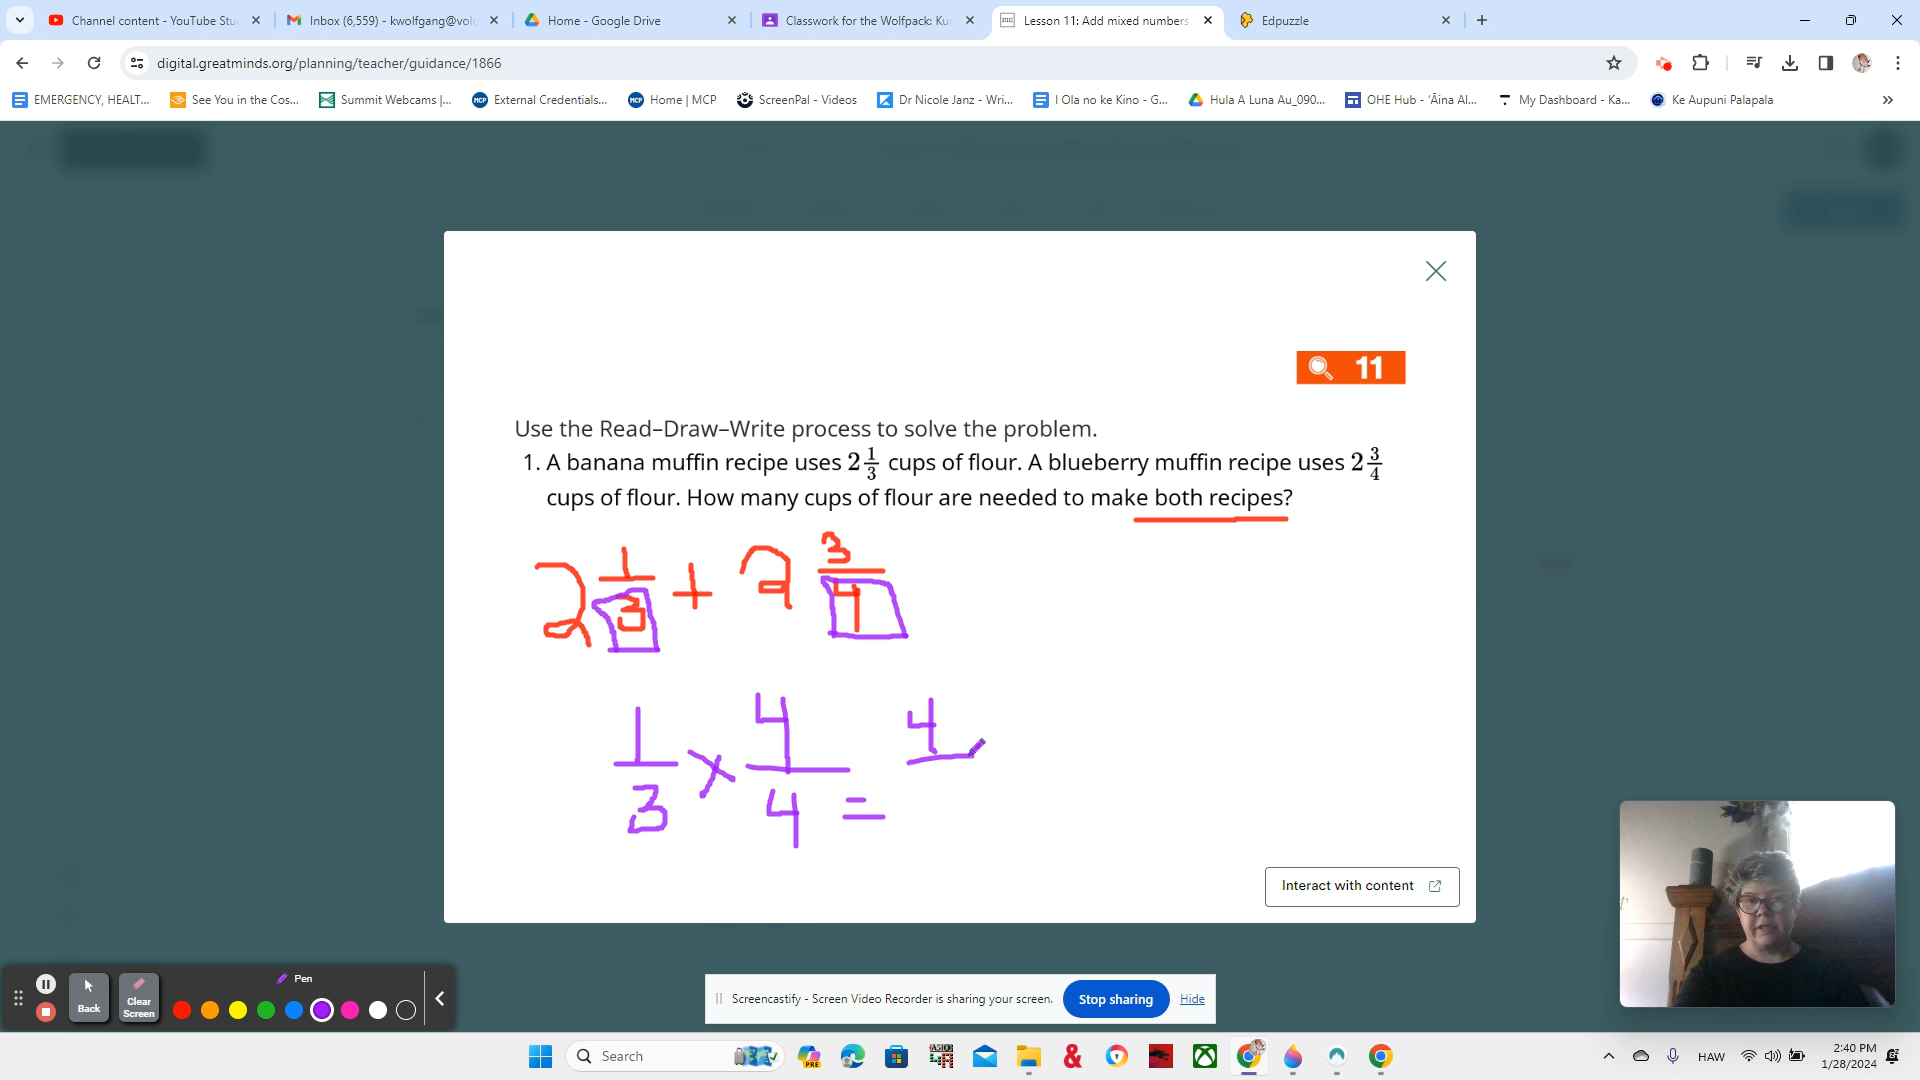 Channel content - YouTube Stu
Inbox (6,559) - kwolfgang@volc
Home - Google Drive
Classwork for the Wolfpack: Ku
Lesson 11: Add mixed numbers
Edpuzzle
digital.greatminds.org/planning/teacher/guidance/1866
EMERGENCY, HEALT...
See You in the Cos...
Summit Webcams |...
External Credentials...
Home | MCP
ScreenPal - Videos
Dr Nicole Janz - Wri...
I Ola no ke Kino - G...
Hula A Luna Au_090...
OHE Hub - ʻĀina Al...
My Dashboard - Ka...
Ke Aupuni Palapala
11
Use the Read–Draw–Write process to solve the problem.
1. A banana muffin recipe uses 2 1/3 cups of flour. A blueberry muffin recipe uses 2 3/4
cups of flour. How many cups of flour are needed to make both recipes?
2 1/3 + 2 3/4
1/3 × 4/4 = 4
Interact with content
Pen
Back
Clear Screen
Screencastify - Screen Video Recorder is sharing your screen.
Stop sharing
Hide
Search
PRE
HAW
2:40 PM
1/28/2024